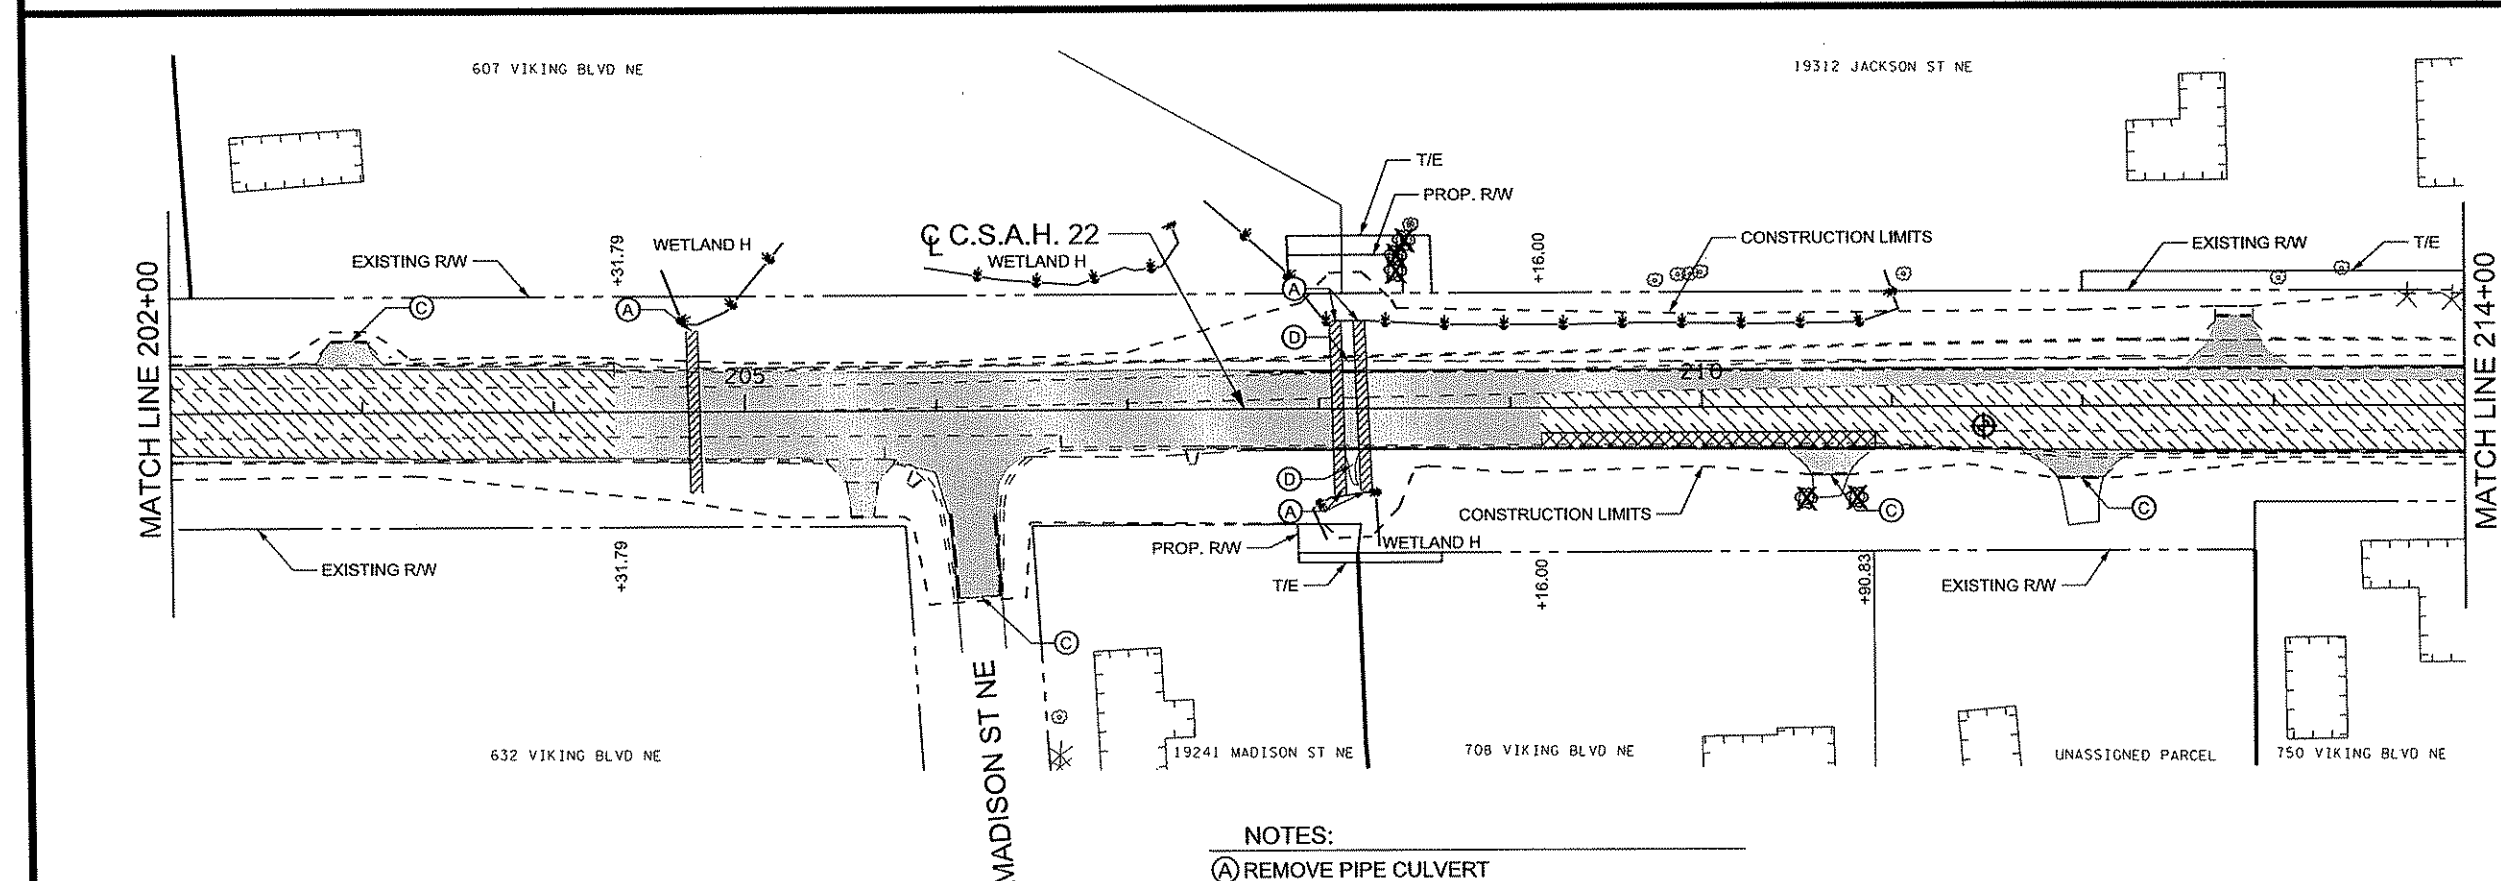 607 VIKING BLVD NE
19312 JACKSON ST NE
T/E
PROP. R/W
+31.79
WETLAND H
℄ C.S.A.H. 22
WETLAND H
+16.00
CONSTRUCTION LIMITS
EXISTING R/W
T/E
EXISTING R/W
MATCH LINE 202+00
MATCH LINE 214+00
A
C
A
D
205
210
D
A
C
C
CONSTRUCTION LIMITS
PROP. R/W
WETLAND H
EXISTING R/W
+31.79
T/E
+16.00
+90.83
EXISTING R/W
C
MADISON ST NE
632 VIKING BLVD NE
19241 MADISON ST NE
708 VIKING BLVD NE
UNASSIGNED PARCEL
750 VIKING BLVD NE
NOTES:
A REMOVE PIPE CULVERT